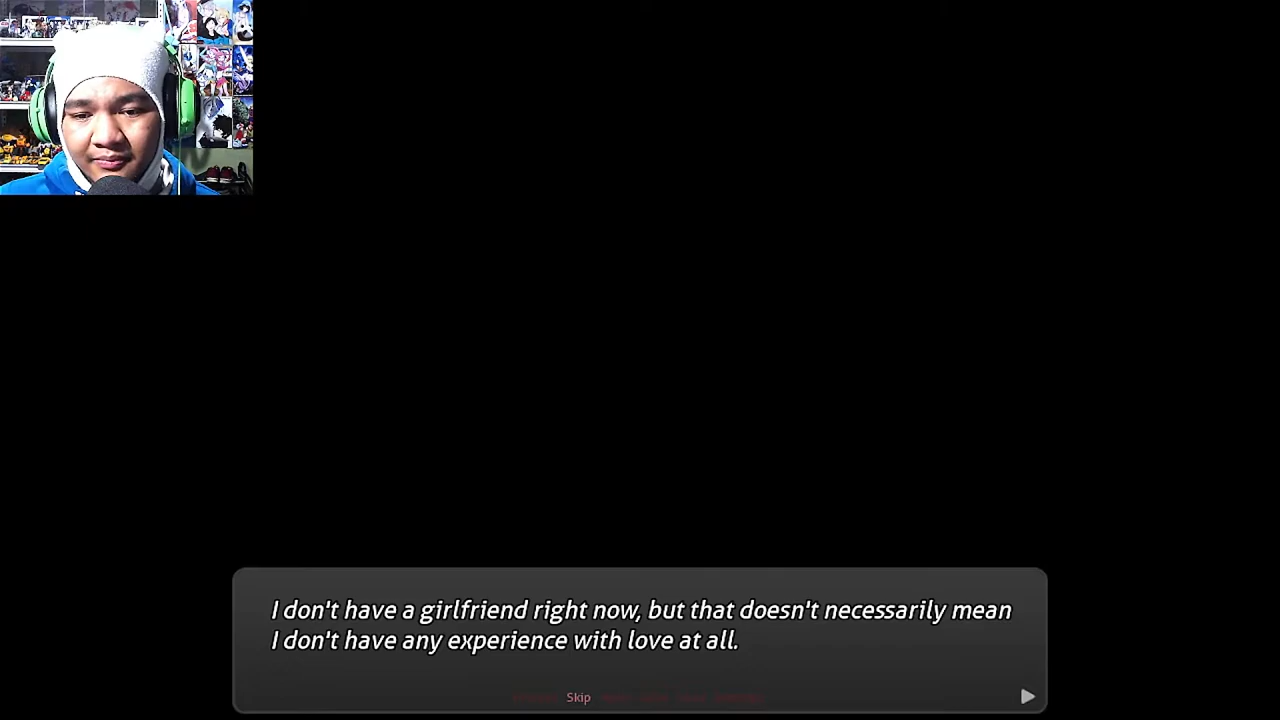 I don't have a girlfriend right now, but that doesn't necessarily mean
I don't have any experience with love at all.
Skip